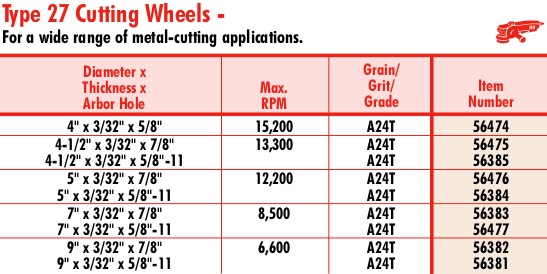 Type 27 Cutting Wheels -
For a wide range of metal-cutting applications.
Diameter x Thickness x Arbor Hole Max. RPM Grain/ Grit/ Grade Item Number
4" x 3/32" x 5/8" 15,200 A24T 56474
4-1/2" x 3/32" x 7/8" 13,300 A24T 56475
4-1/2" x 3/32" x 5/8"-11 A24T 56385
5" x 3/32" x 7/8" 12,200 A24T 56476
5" x 3/32" x 5/8"-11 A24T 56384
7" x 3/32" x 7/8" 8,500 A24T 56383
7" x 3/32" x 5/8"-11 A24T 56477
9" x 3/32" x 7/8" 6,600 A24T 56382
9" x 3/32" x 5/8"-11 A24T 56381